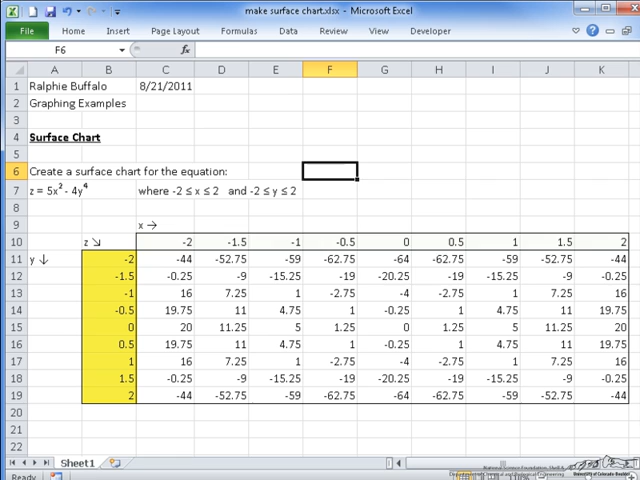 make surface chart.xlsx - Microsoft Excel
File Home Insert Page Layout Formulas Data Review View Developer
F6 fx
A B C D E F G H I J K
1 Ralphie Buffalo 8/21/2011
2 Graphing Examples
3
4 Surface Chart
5
6 Create a surface chart for the equation:
7 z = 5x² - 4y⁴ where -2 ≤ x ≤ 2 and -2 ≤ y ≤ 2
8
9 x →
10 z ↘ -2 -1.5 -1 -0.5 0 0.5 1 1.5 2
11 y ↓ -2 -44 -52.75 -59 -62.75 -64 -62.75 -59 -52.75 -44
12 -1.5 -0.25 -9 -15.25 -19 -20.25 -19 -15.25 -9 -0.25
13 -1 16 7.25 1 -2.75 -4 -2.75 1 7.25 16
14 -0.5 19.75 11 4.75 1 -0.25 1 4.75 11 19.75
15 0 20 11.25 5 1.25 0 1.25 5 11.25 20
16 0.5 19.75 11 4.75 1 -0.25 1 4.75 11 19.75
17 1 16 7.25 1 -2.75 -4 -2.75 1 7.25 16
18 1.5 -0.25 -9 -15.25 -19 -20.25 -19 -15.25 -9 -0.25
19 2 -44 -52.75 -59 -62.75 -64 -62.75 -59 -52.75 -44
20
21
22
Sheet1
Ready